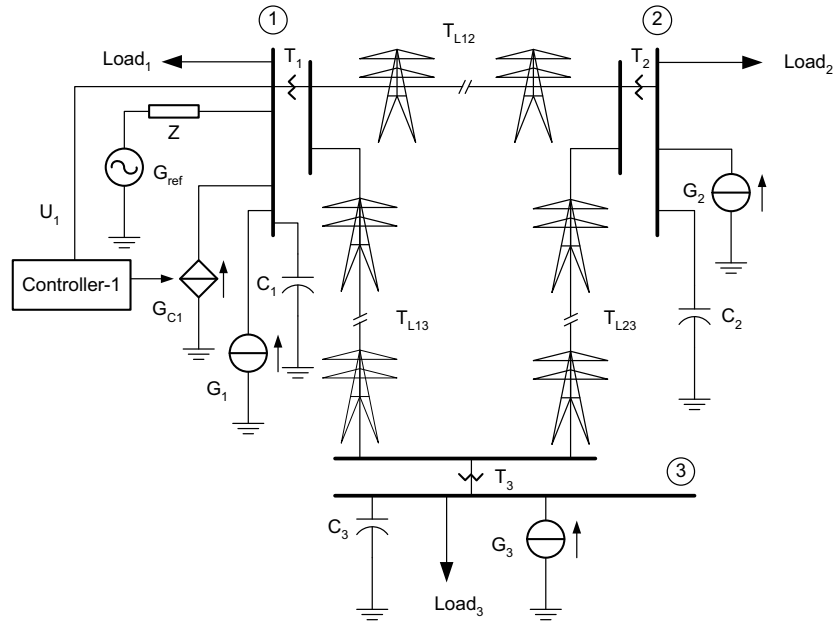 1
2
T_L12
Load_1
T_1
T_2
Load_2
Z
G_ref
G_2
U_1
Controller-1
C_1
G_C1
T_L13
T_L23
C_2
G_1
3
T_3
C_3
G_3
Load_3